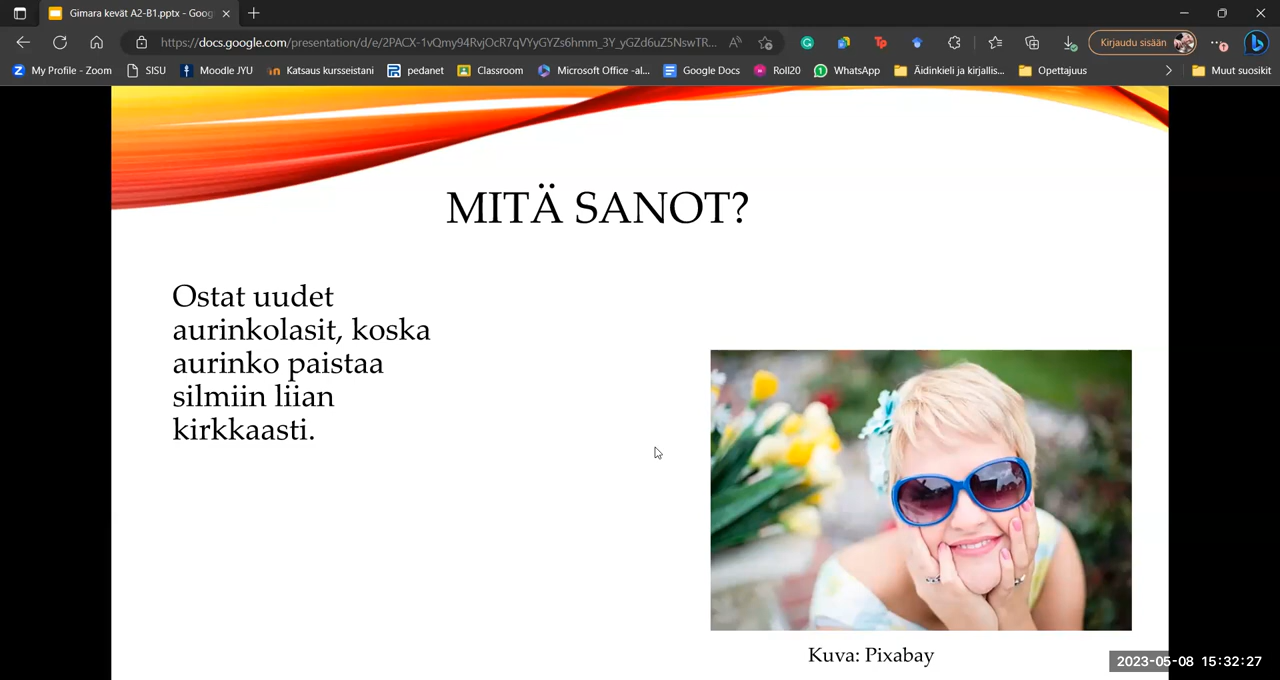 Gimara kevät A2-B1.pptx - Goog
https://docs.google.com/presentation/d/e/2PACX-1vQmy94RvjOcR7qVYyGYZs6hmm_3Y_yGZd6uZ5NswTR...
Kirjaudu sisään
My Profile - Zoom
SISU
Moodle JYU
Katsaus kursseistani
pedanet
Classroom
Microsoft Office -al...
Google Docs
Roll20
WhatsApp
Äidinkieli ja kirjallis...
Opettajuus
Muut suosikit
MITÄ SANOT?
Ostat uudet
aurinkolasit, koska
aurinko paistaa
silmiin liian
kirkkaasti.
Kuva: Pixabay
2023-05-08 15:32:27